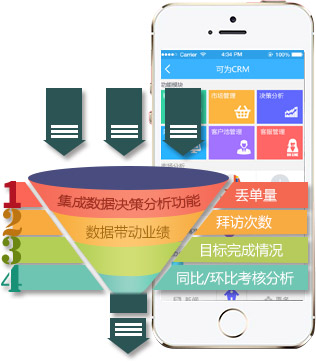 Carrier
4:34 PM
100%
可为CRM
功能模块
市场管理
决策分析
客户池管理
客服管理
1
集成数据决策分析功能
丢单量
2
数据带动业绩
拜访次数
3
目标完成情况
4
同比/环比考核分析